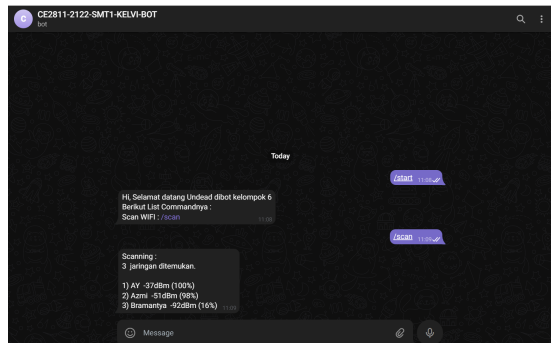 C
CE2811-2122-SMT1-KELVI-BOT
bot
Today
/start 11:08
Hi, Selamat datang Undead dibot kelompok 6
Berikut List Commandnya :
Scan WIFI : /scan
11:08
/scan 11:09
Scanning :
3 jaringan ditemukan.
1) AY -37dBm (100%)
2) Azmi -51dBm (98%)
3) Bramantya -92dBm (16%)
11:09
Message